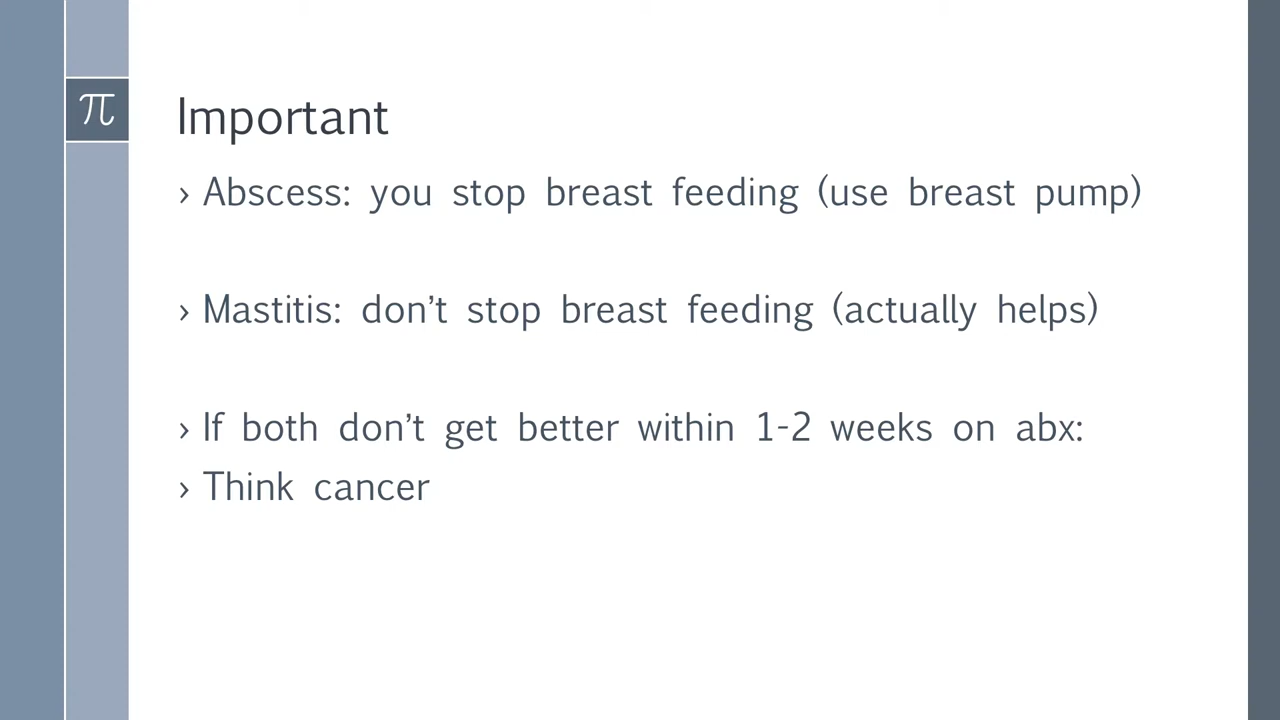 π
Important
› Abscess: you stop breast feeding (use breast pump)
› Mastitis: don’t stop breast feeding (actually helps)
› If both don’t get better within 1-2 weeks on abx:
› Think cancer